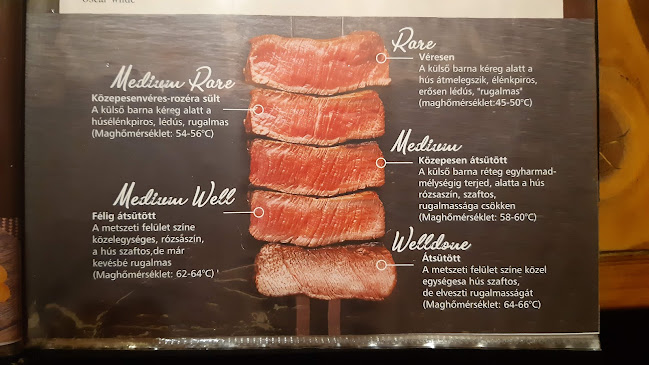 Oscar Wilde
Rare
Véresen
A külső barna kéreg alatt a
hús átmelegszik, élénkpiros,
erősen lédús, "rugalmas"
(maghőmérséklet:45-50°C)
Medium Rare
Közepesenvéres-rozéra sült
A külső barna kéreg alatt a
húsélénkpiros, lédús, rugalmas
(Maghőmérséklet: 54-56°C)
Medium
Közepesen átsütött
A külső barna réteg egyharmad-
mélységig terjed, alatta a hús
rózsaszín, szaftos,
rugalmassága csökken
(Maghőmérséklet: 58-60°C)
Medium Well
Félig átsütött
A metszeti felület színe
közelegységes, rózsaszín,
a hús szaftos,de már
kevésbé rugalmas
(Maghőmérséklet: 62-64°C)
Welldone
Átsütött
A metszeti felület színe közel
egységesa hús szaftos,
de elveszti rugalmasságát
(Maghőmérséklet: 64-66°C)